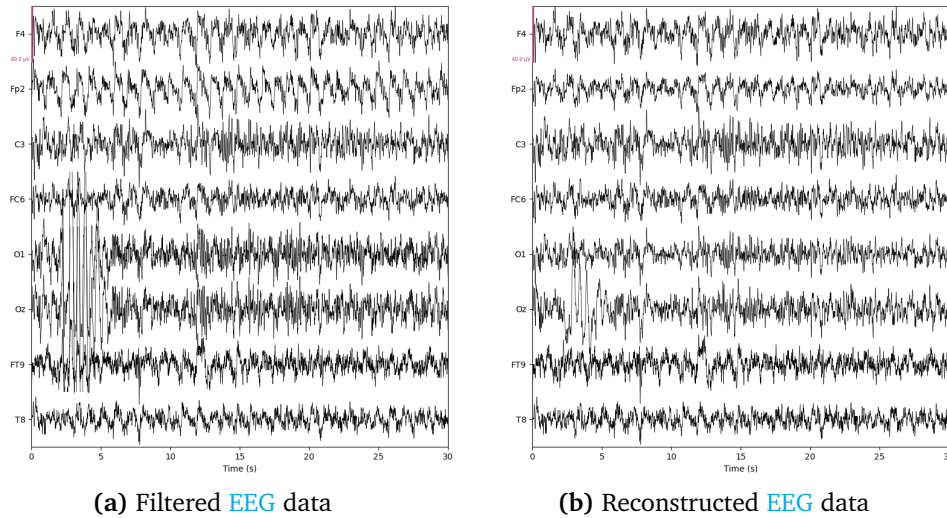 F4
40.0 µV
Fp2
C3
FC6
O1
Oz
FT9
T8
0 5 10 15 20 25 30
Time (s)
(a) Filtered EEG data
F4
40.0 µV
Fp2
C3
FC6
O1
Oz
FT9
T8
0 5 10 15 20 25 30
Time (s)
(b) Reconstructed EEG data